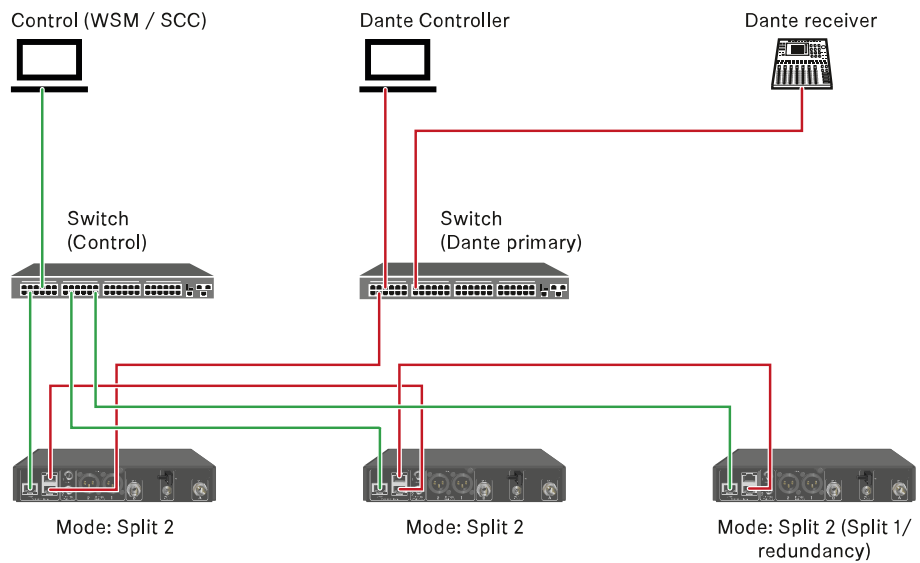 Control (WSM / SCC)
Dante Controller
Dante receiver
Switch
(Control)
Switch
(Dante primary)
Mode: Split 2
Mode: Split 2
Mode: Split 2 (Split 1/
redundancy)